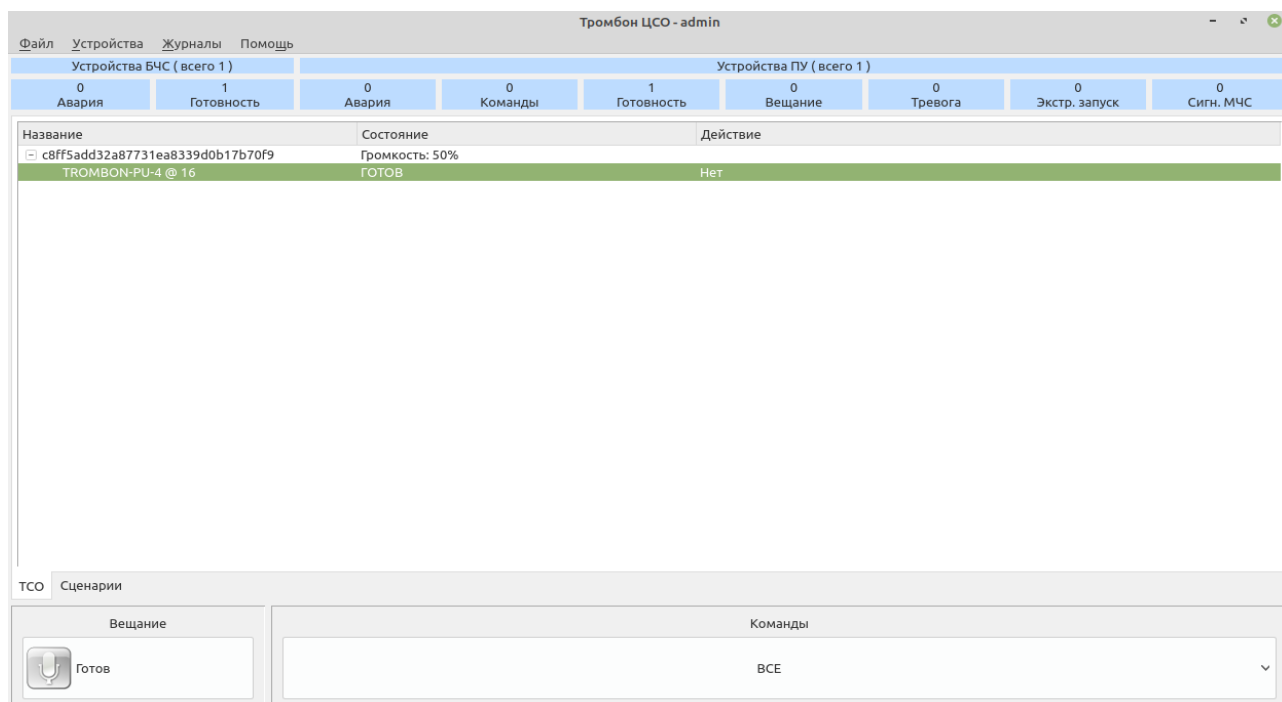 Тромбон ЦСО - admin
Файл Устройства Журналы Помощь
Устройства БЧС ( всего 1 ) Устройства ПУ ( всего 1 )
0 1 0 0 1 0 0 0 0
Авария Готовность Авария Команды Готовность Вещание Тревога Экстр. запуск Сигн. МЧС
Название Состояние Действие
c8ff5add32a87731ea8339d0b17b70f9 Громкость: 50%
TROMBON-PU-4 @ 16 ГОТОВ Нет
ТСО Сценарии
Вещание Команды
Готов ВСЕ